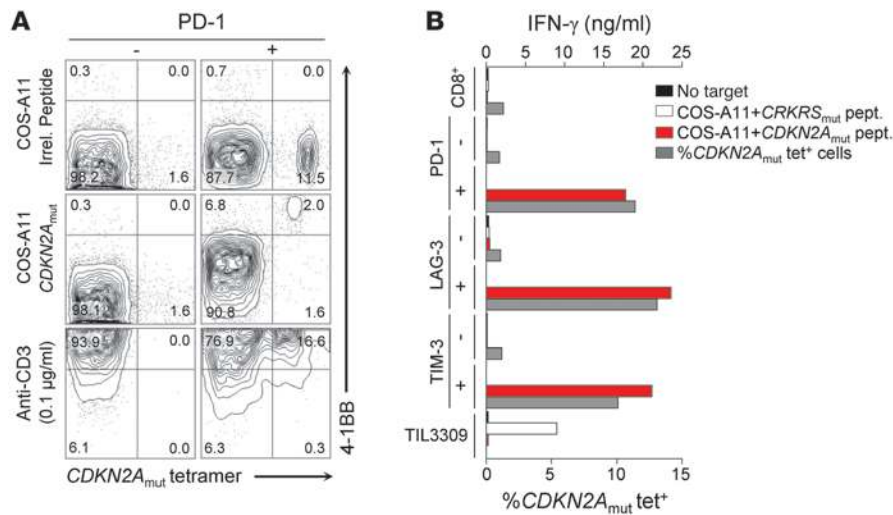 A
PD-1
- +
COS-A11
Irrel. Peptide
0.3 0.0 0.7 0.0
98.2 1.6 87.7 11.5
COS-A11
CDKN2Amut
0.3 0.0 6.8 2.0
98.1 1.6 90.8 1.6
Anti-CD3
(0.1 µg/ml)
93.9 0.0 76.9 16.6
6.1 0.0 6.3 0.3
CDKN2Amut tetramer
4-1BB
B
IFN-γ (ng/ml)
0 5 10 15 20 25
CD8+
PD-1
-
+
LAG-3
-
+
TIM-3
-
+
TIL3309
No target
COS-A11+CRKRSmut pept.
COS-A11+CDKN2Amut pept.
%CDKN2Amut tet+ cells
0 5 10 15
%CDKN2Amut tet+